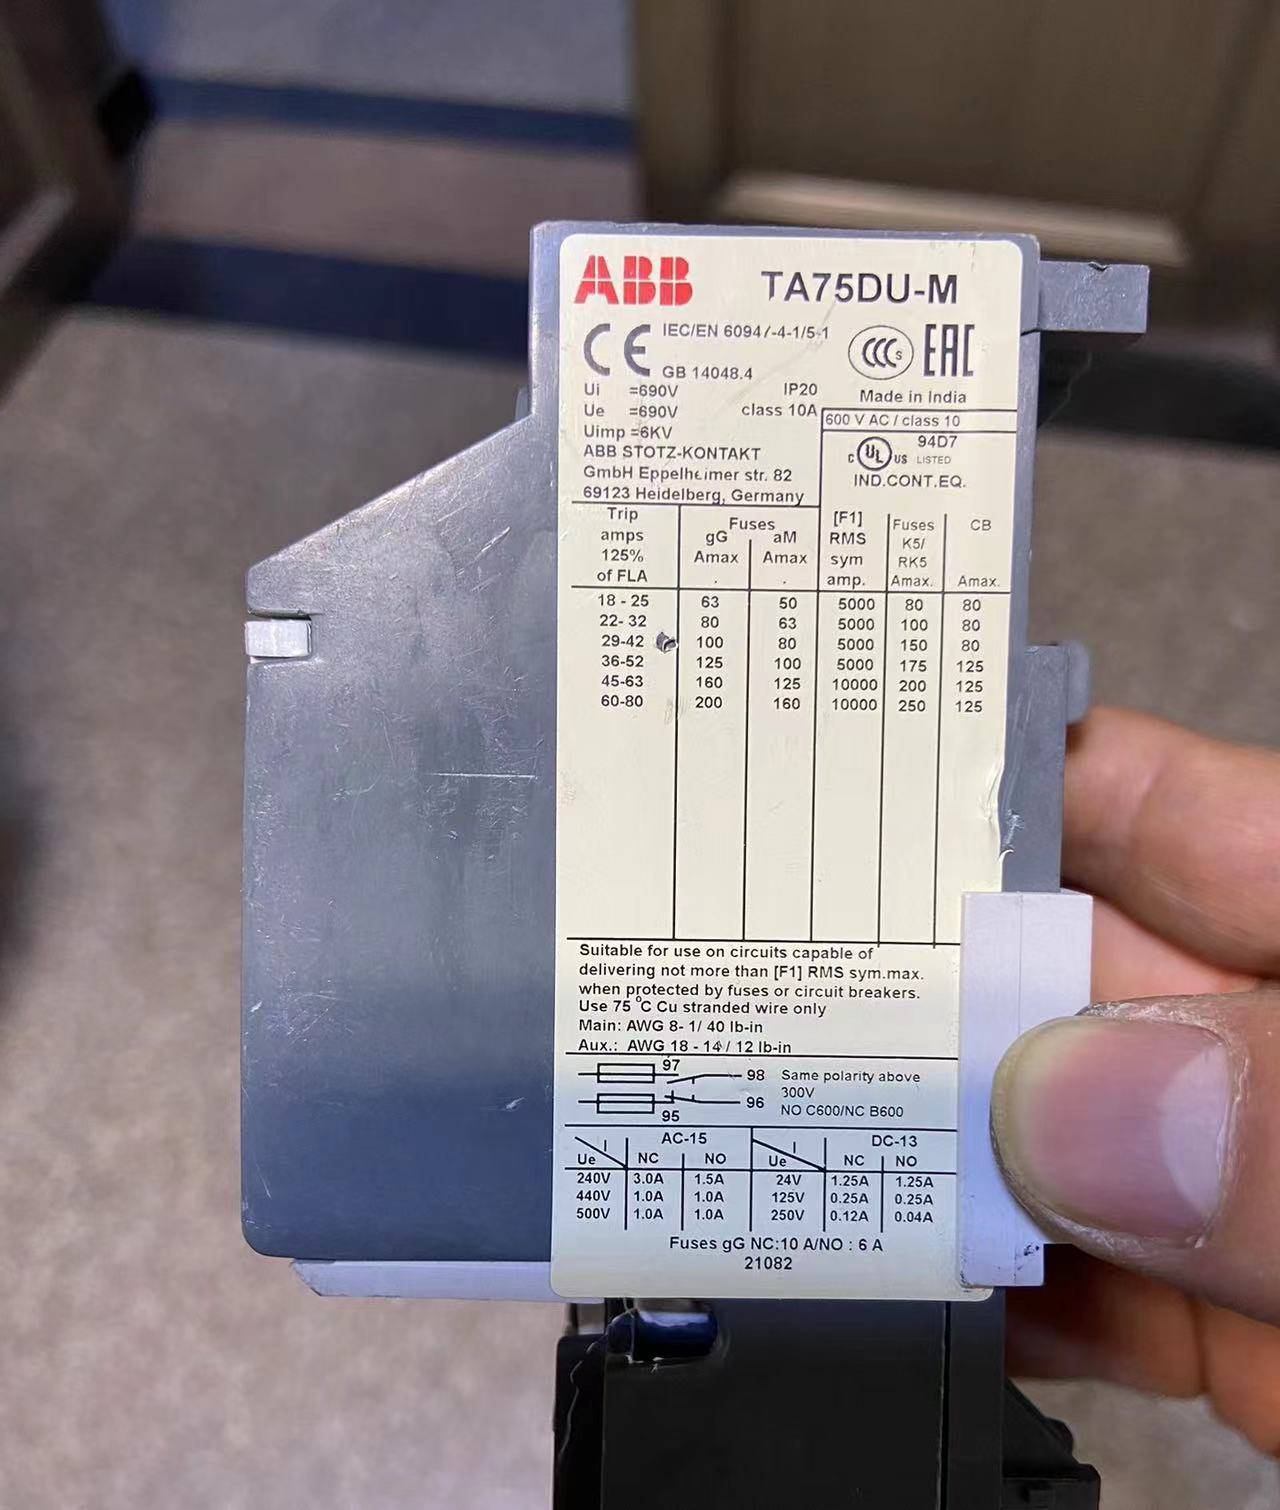 ABB TA75DU-M
CE IEC/EN 60947-4-1/5-1
GB 14048.4
CCC S EAC
Ui =690V IP20
Made in India
Ue =690V class 10A
600 V AC / class 10
Uimp =6KV
94D7
C UL US LISTED
IND.CONT.EQ.
ABB STOTZ-KONTAKT
GmbH Eppelheimer str. 82
69123 Heidelberg, Germany
Trip amps 125% of FLA | Fuses gG Amax. | Fuses aM Amax. | [F1] RMS sym amp. | Fuses K5/ RK5 Amax. | CB Amax.
18 - 25 63 50 5000 80 80
22- 32 80 63 5000 100 80
29-42 100 80 5000 150 80
36-52 125 100 5000 175 125
45-63 160 125 10000 200 125
60-80 200 160 10000 250 125
Suitable for use on circuits capable of
delivering not more than [F1] RMS sym.max.
when protected by fuses or circuit breakers.
Use 75 °C Cu stranded wire only
Main: AWG 8- 1/ 40 lb-in
Aux.: AWG 18 - 14 / 12 lb-in
97 98 Same polarity above
300V
95 96 NO C600/NC B600
AC-15 DC-13
I Ue NC NO I Ue NC NO
240V 3.0A 1.5A 24V 1.25A 1.25A
440V 1.0A 1.0A 125V 0.25A 0.25A
500V 1.0A 1.0A 250V 0.12A 0.04A
Fuses gG NC:10 A/NO : 6 A
21082